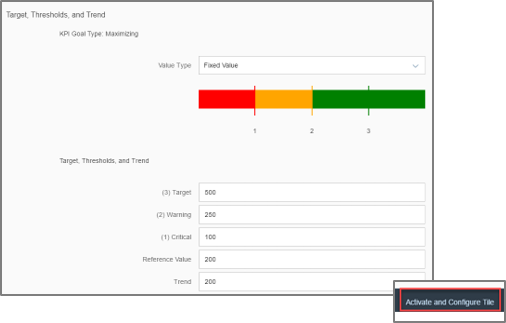 Target, Thresholds, and Trend
KPI Goal Type: Maximizing
Value Type Fixed Value
1 2 3
Target, Thresholds, and Trend
(3) Target 500
(2) Warning 250
(1) Critical 100
Reference Value 200
Trend 200
Activate and Configure Tile